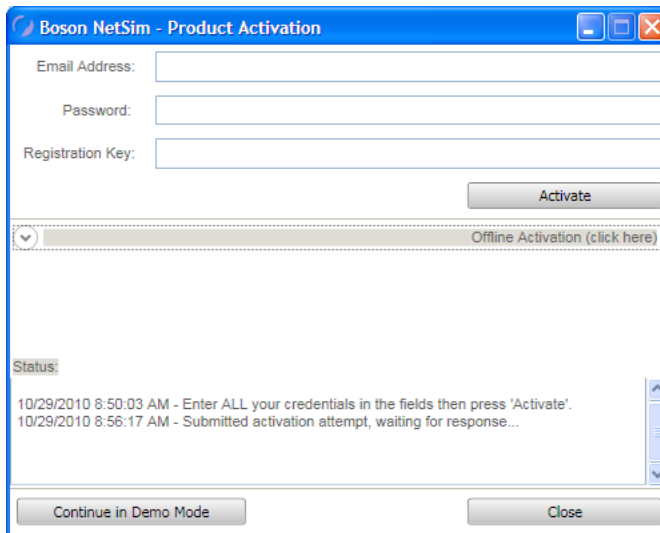 Boson NetSim - Product Activation
Email Address:
Password:
Registration Key:
Activate
Offline Activation (click here)
Status:
10/29/2010 8:50:03 AM - Enter ALL your credentials in the fields then press 'Activate'.
10/29/2010 8:56:17 AM - Submitted activation attempt, waiting for response...
Continue in Demo Mode
Close